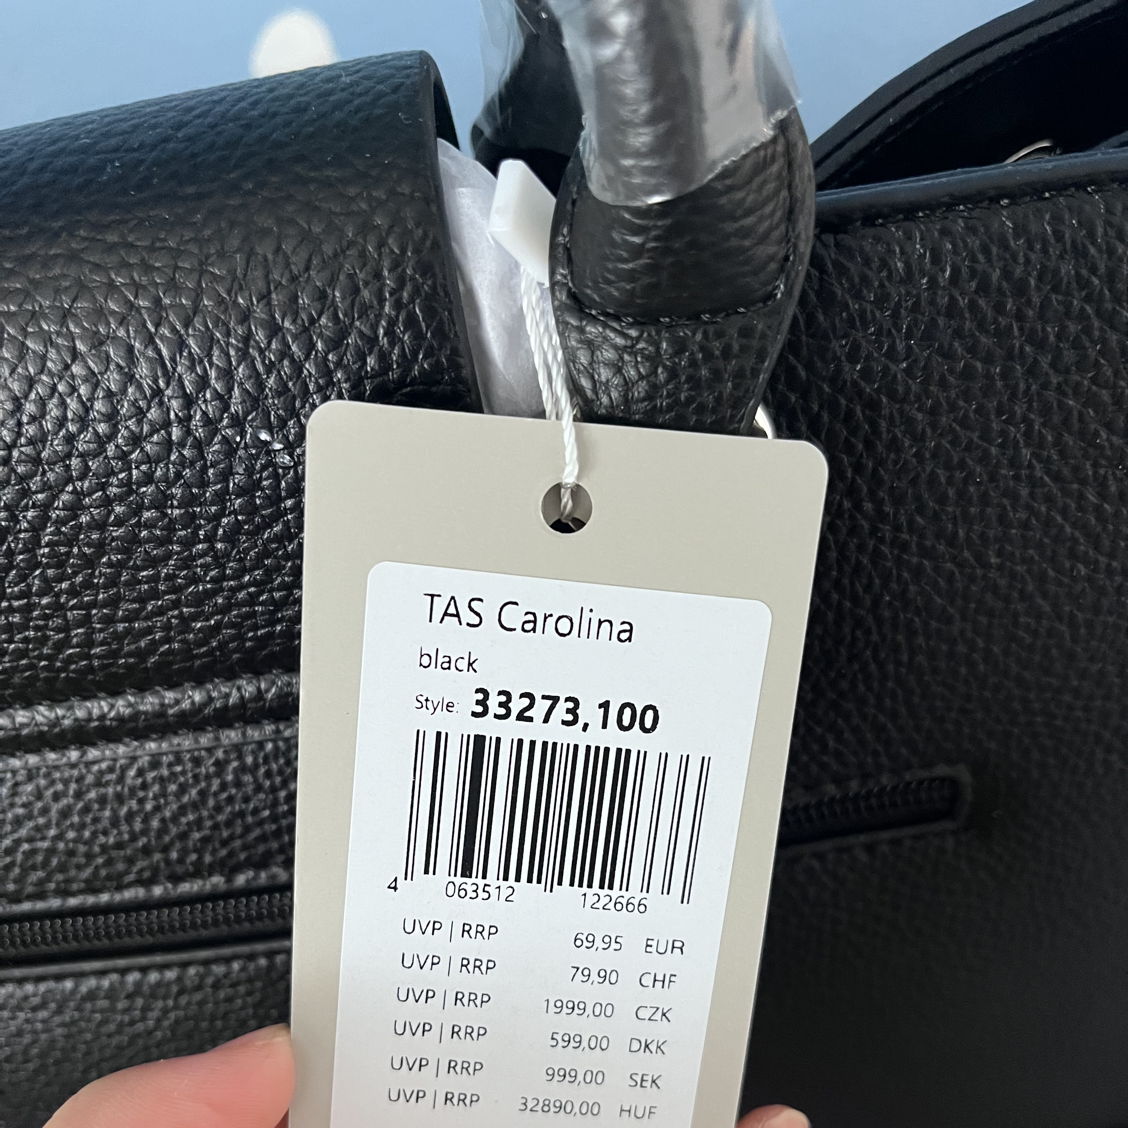 TAS Carolina
black
Style: 33273,100
4 063512 122666
UVP | RRP 69,95 EUR
UVP | RRP 79,90 CHF
UVP | RRP 1999,00 CZK
UVP | RRP 599,00 DKK
UVP | RRP 999,00 SEK
UVP | RRP 32890,00 HUF